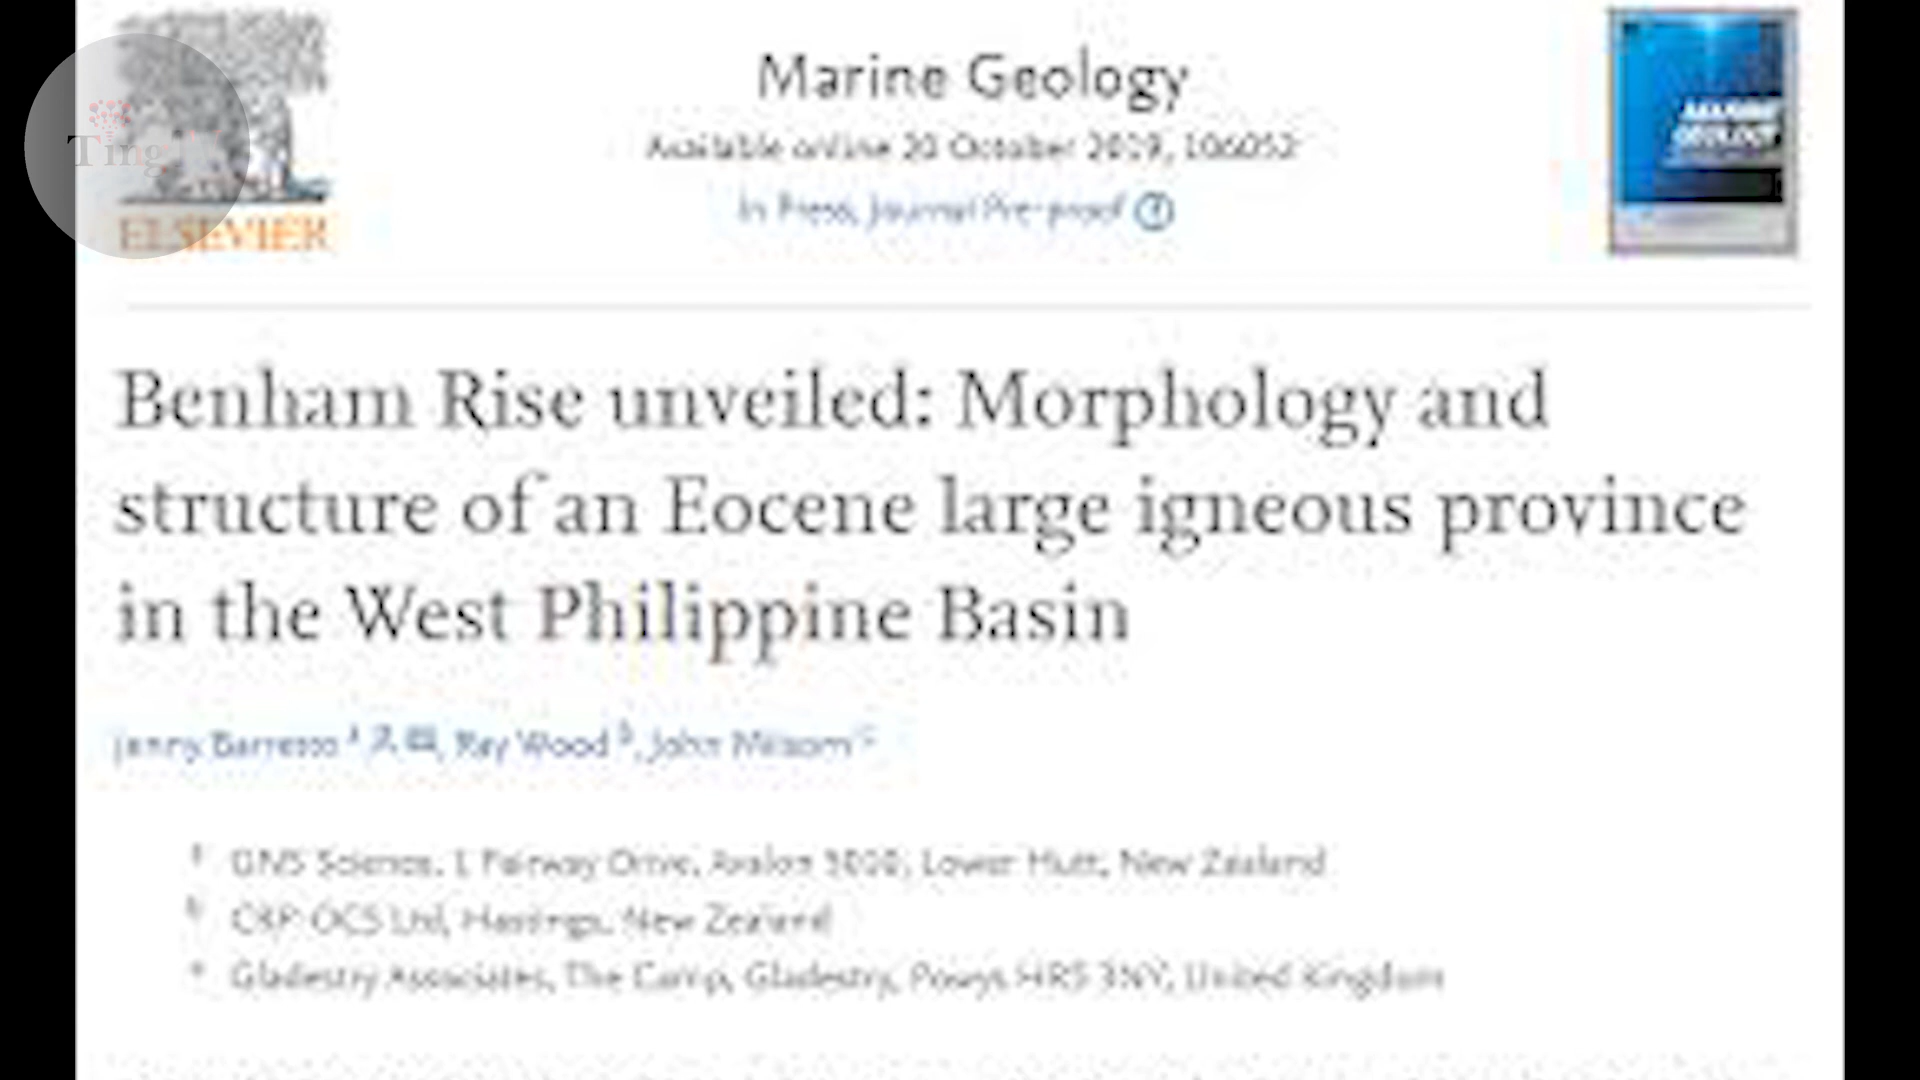 Marine Geology
Available online 20 October 2019, 106052
In Press, Journal Pre-proof
ELSEVIER
MARINE
GEOLOGY
Ting
Benham Rise unveiled: Morphology and
structure of an Eocene large igneous province
in the West Philippine Basin
Jenny Barretto a, Ray Wood b, John Milsom c
a GNS Science, 1 Fairway Drive, Avalon 5010, Lower Hutt, New Zealand
b CRP OCS Ltd, Hastings, New Zealand
c Gladestry Associates, The Camp, Gladestry, Powys HR5 3NY, United Kingdom